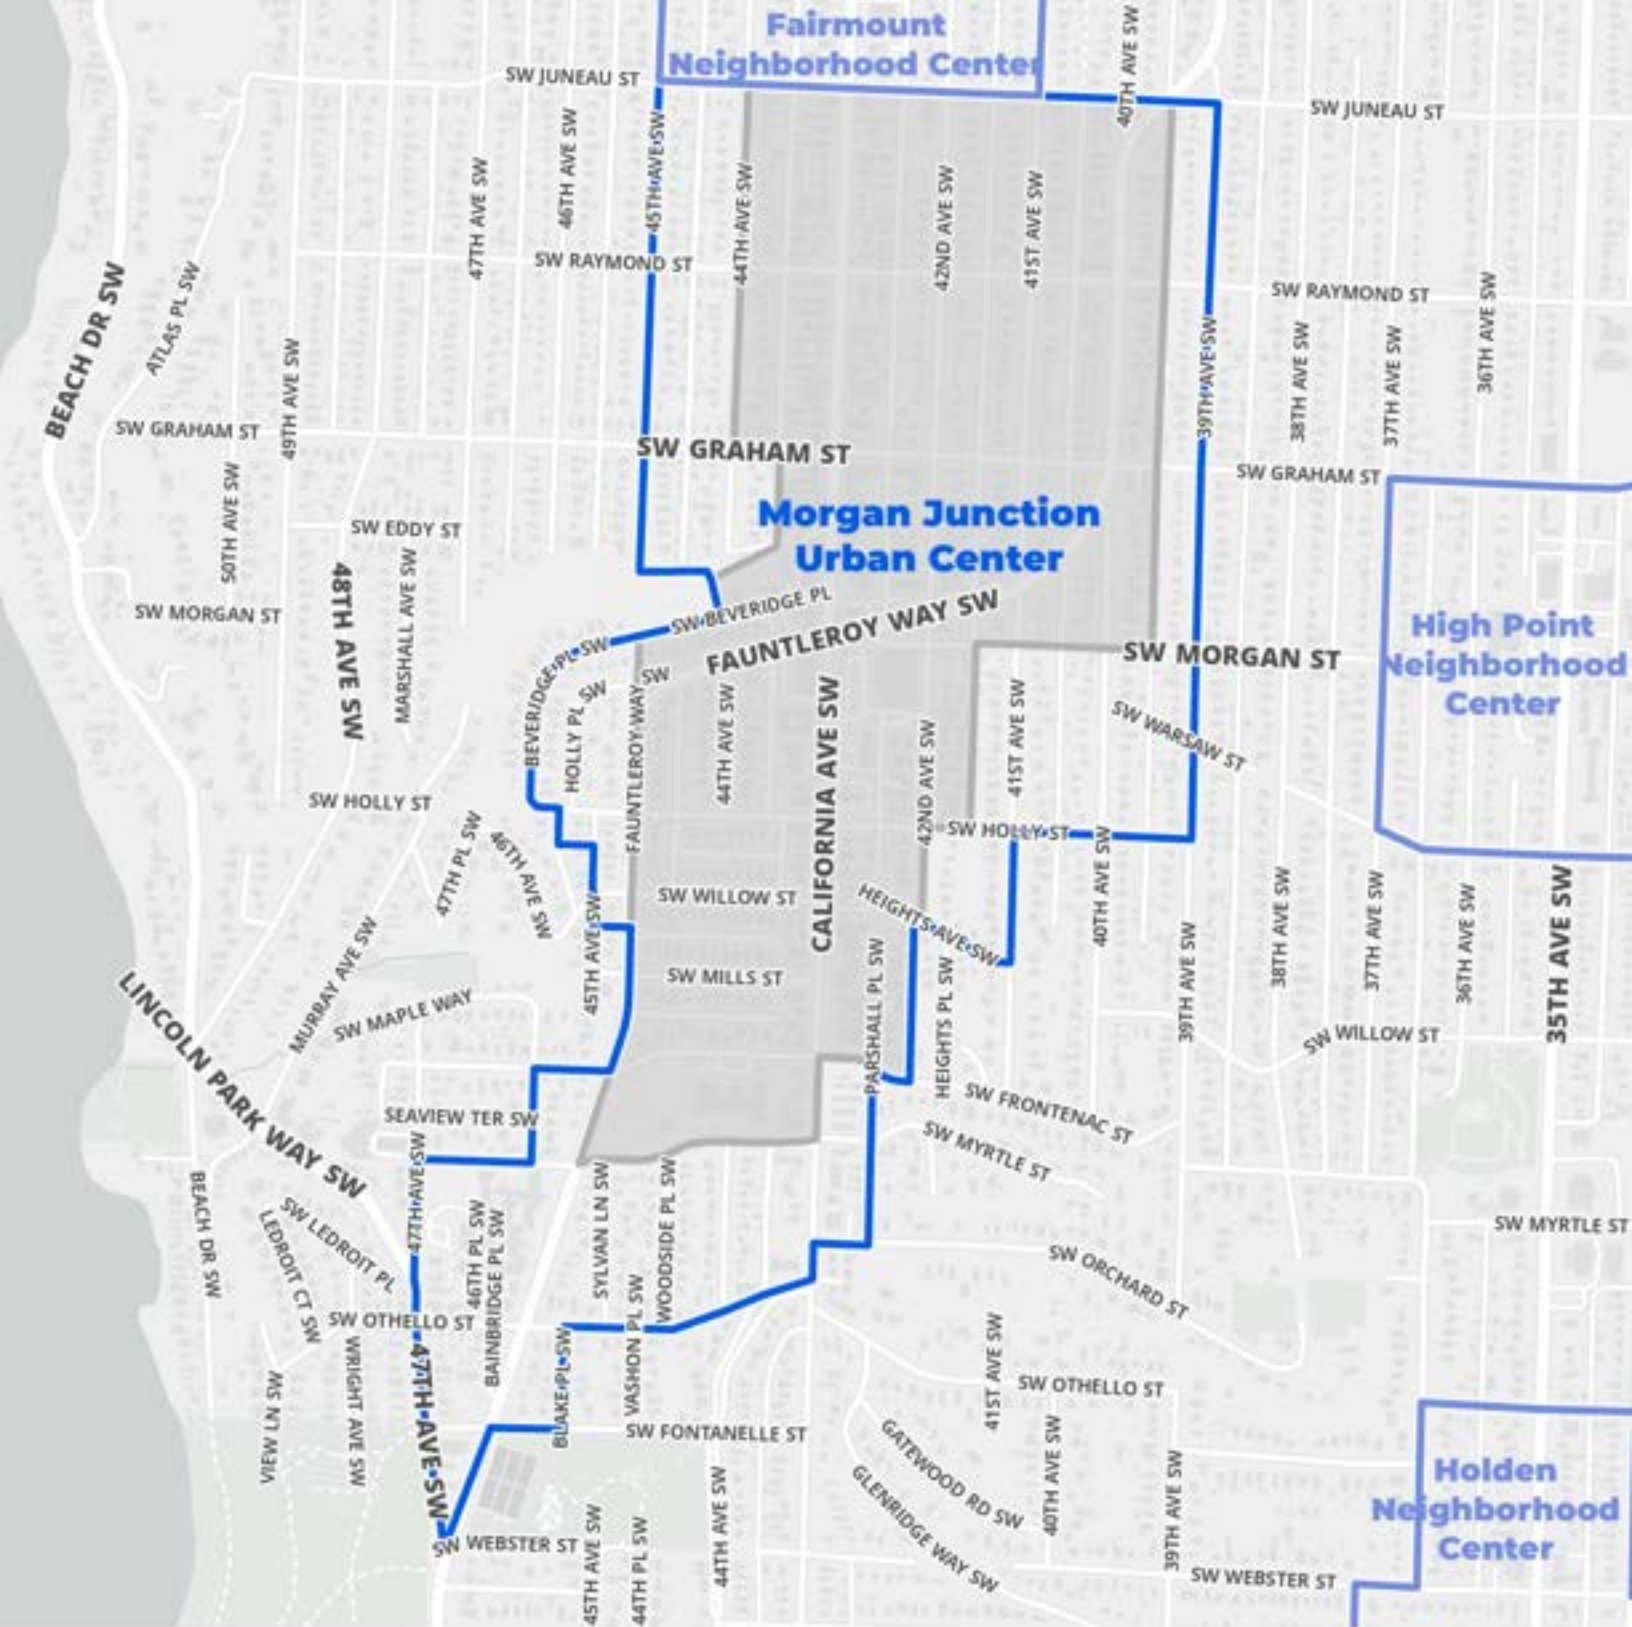 Fairmount
Neighborhood Center
40TH AVE SW
SW JUNEAU ST
SW JUNEAU ST
46TH AVE SW
45TH AVE SW
47TH AVE SW
44TH AVE SW
42ND AVE SW
41ST AVE SW
SW RAYMOND ST
SW RAYMOND ST
BEACH DR SW
ATLAS PL SW
36TH AVE SW
39TH AVE SW
38TH AVE SW
37TH AVE SW
49TH AVE SW
SW GRAHAM ST
SW GRAHAM ST
SW GRAHAM ST
50TH AVE SW
SW EDDY ST
Morgan Junction
Urban Center
48TH AVE SW
MARSHALL AVE SW
SW MORGAN ST
SW BEVERIDGE PL
FAUNTLEROY WAY SW
High Point
Neighborhood
Center
SW MORGAN ST
BEVERIDGE PL SW
HOLLY PL SW
FAUNTLEROY WAY SW
44TH AVE SW
CALIFORNIA AVE SW
42ND AVE SW
41ST AVE SW
SW WARSAW ST
SW HOLLY ST
SW HOLLY ST
47TH PL SW
46TH AVE SW
40TH AVE SW
SW WILLOW ST
HEIGHTS AVE SW
45TH AVE SW
MURRAY AVE SW
SW MILLS ST
PARSHALL PL SW
HEIGHTS PL SW
39TH AVE SW
38TH AVE SW
37TH AVE SW
36TH AVE SW
35TH AVE SW
SW MAPLE WAY
SW WILLOW ST
LINCOLN PARK WAY SW
SEAVIEW TER SW
SW FRONTENAC ST
SW MYRTLE ST
47TH AVE SW
BEACH DR SW
SW LEDROIT PL
LEDROIT CT SW
46TH PL SW
BAINBRIDGE PL SW
SYLVAN LN SW
WOODSIDE PL SW
VASHON PL SW
SW MYRTLE ST
SW ORCHARD ST
SW OTHELLO ST
47TH AVE SW
WRIGHT AVE SW
VIEW LN SW
BLAKE PL SW
41ST AVE SW
SW OTHELLO ST
SW FONTANELLE ST
GATEWOOD RD SW
40TH AVE SW
GLENRIDGE WAY SW
39TH AVE SW
Holden
Neighborhood
Center
44TH AVE SW
45TH AVE SW
44TH PL SW
SW WEBSTER ST
SW WEBSTER ST